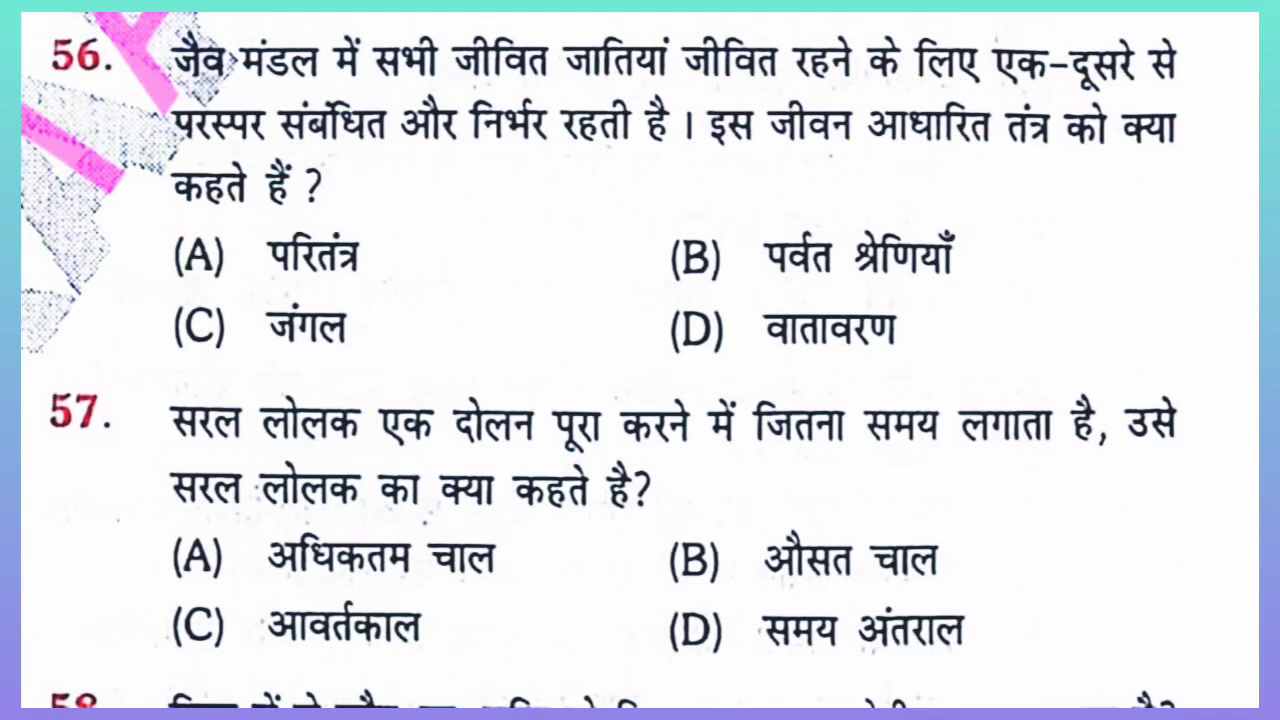 56. जैव मंडल में सभी जीवित जातियां जीवित रहने के लिए एक-दूसरे से
परस्पर संबंधित और निर्भर रहती है । इस जीवन आधारित तंत्र को क्या
कहते हैं ?
(A) परितंत्र (B) पर्वत श्रेणियाँ
(C) जंगल (D) वातावरण
57. सरल लोलक एक दोलन पूरा करने में जितना समय लगाता है, उसे
सरल लोलक का क्या कहते है?
(A) अधिकतम चाल (B) औसत चाल
(C) आवर्तकाल (D) समय अंतराल
58